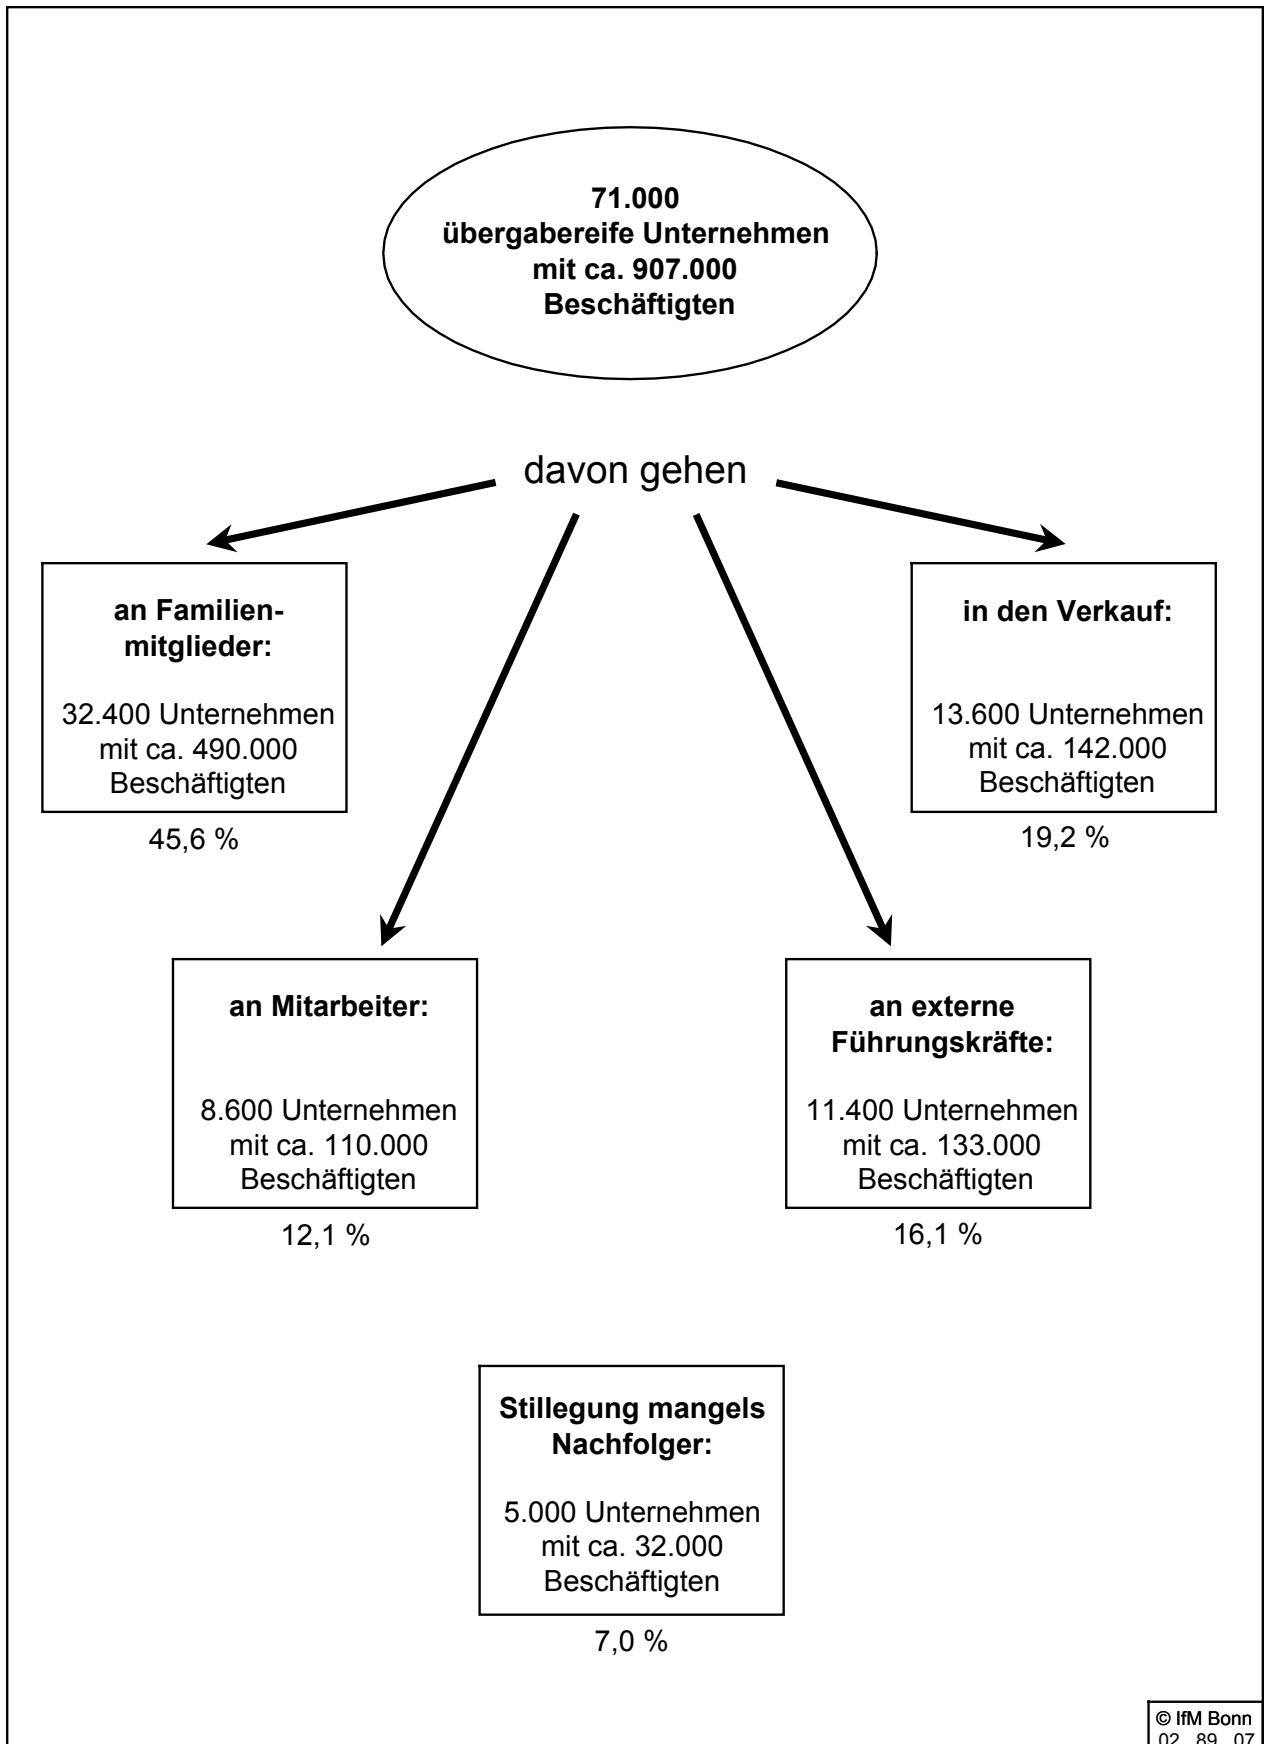 71.000
übergabereife Unternehmen
mit ca. 907.000
Beschäftigten
davon gehen
an Familien-
mitglieder:
32.400 Unternehmen
mit ca. 490.000
Beschäftigten
45,6 %
in den Verkauf:
13.600 Unternehmen
mit ca. 142.000
Beschäftigten
19,2 %
an Mitarbeiter:
8.600 Unternehmen
mit ca. 110.000
Beschäftigten
12,1 %
an externe
Führungskräfte:
11.400 Unternehmen
mit ca. 133.000
Beschäftigten
16,1 %
Stillegung mangels
Nachfolger:
5.000 Unternehmen
mit ca. 32.000
Beschäftigten
7,0 %
© IfM Bonn
02 89 07